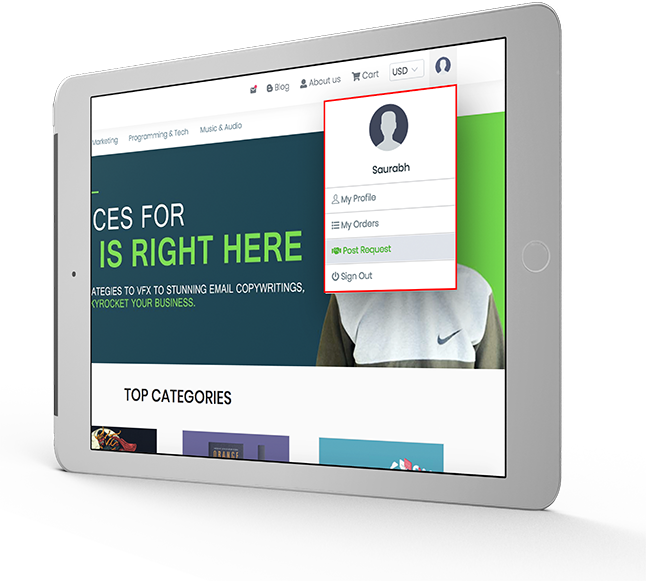 Blog
About us
Cart
USD
Marketing
Programming & Tech
Music & Audio
Saurabh
My Profile
My Orders
Post Request
Sign Out
CES FOR
IS RIGHT HERE
ATEGIES TO VFX TO STUNNING EMAIL COPYWRITINGS,
KYROCKET YOUR BUSINESS.
TOP CATEGORIES
ORANGE